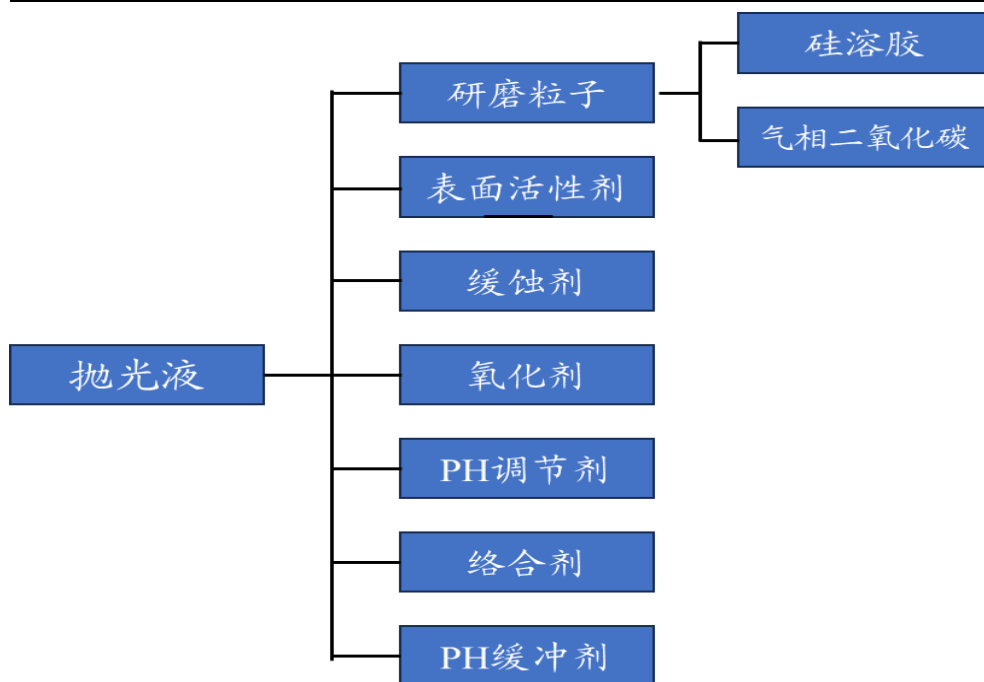 硅溶胶
研磨粒子
气相二氧化碳
表面活性剂
缓蚀剂
抛光液
氧化剂
PH调节剂
络合剂
PH缓冲剂